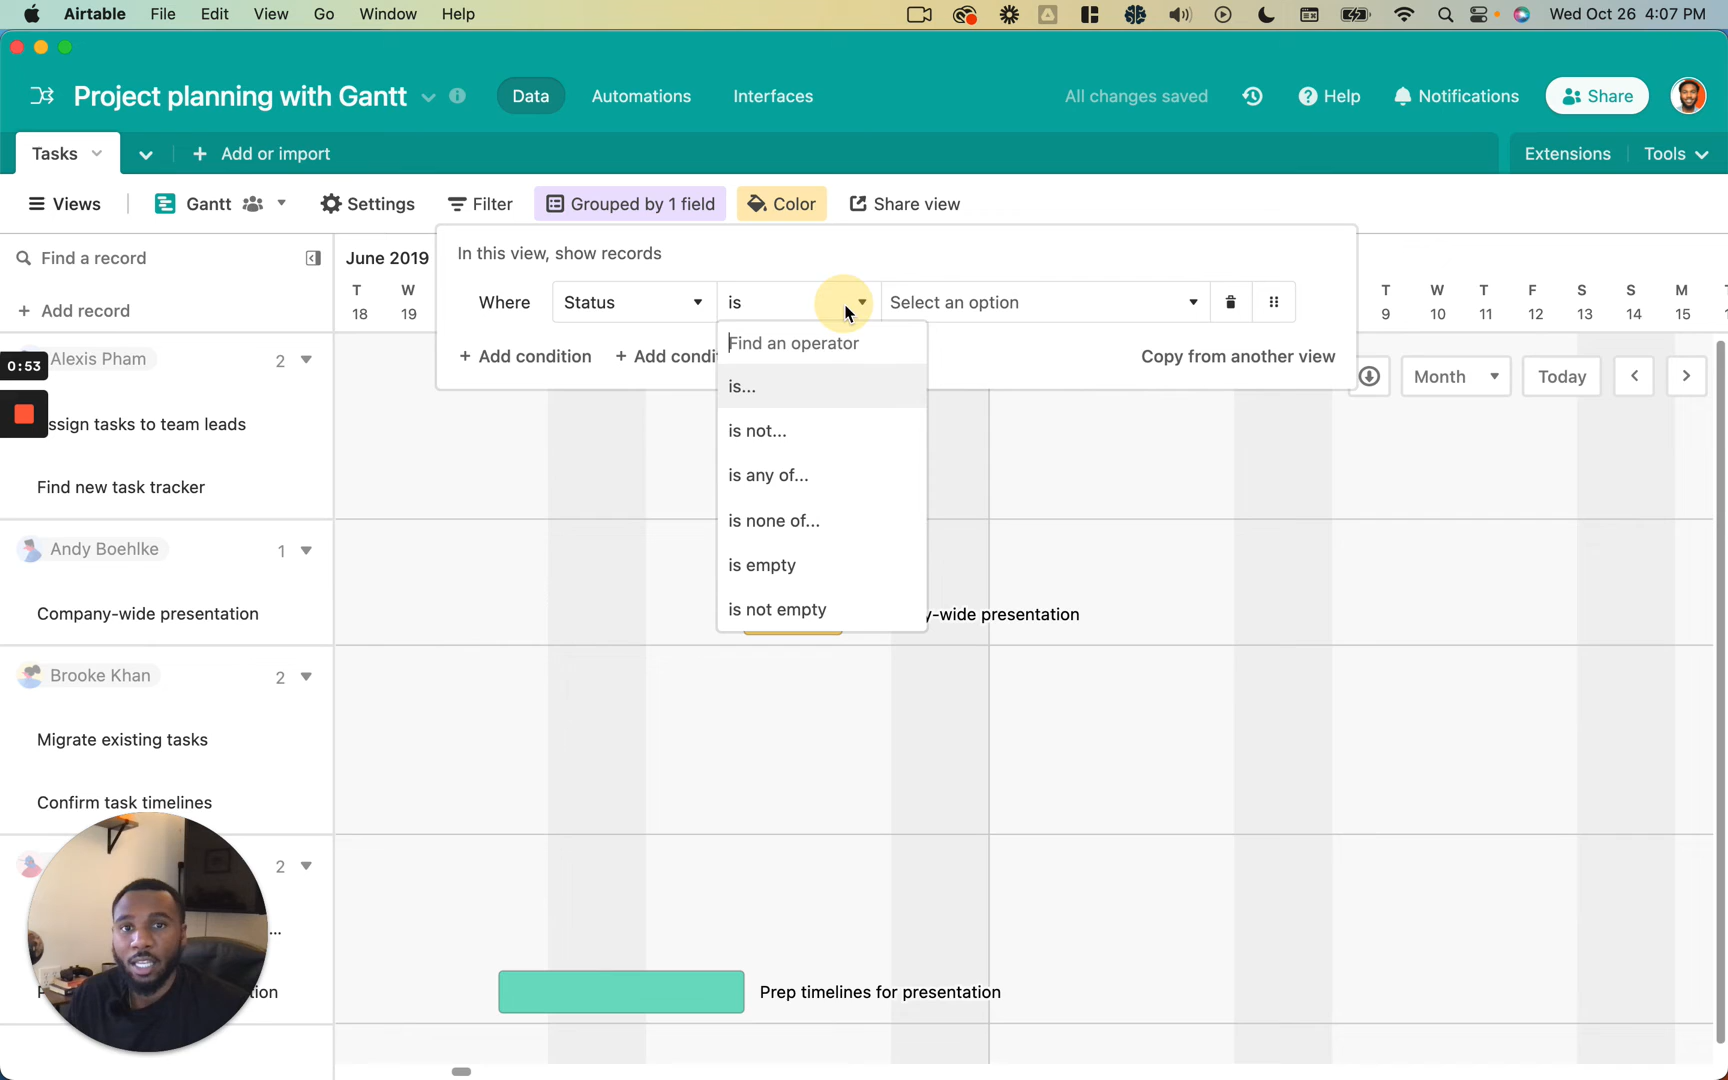 Airtable File Edit View Go Window Help Wed Oct 26 4:07 PM
Project planning with Gantt Data Automations Interfaces All changes saved Help Notifications Share
Tasks + Add or import Extensions Tools
Views Gantt Settings Filter Grouped by 1 field Color Share view
In this view, show records
Find a record June 2019
Where Status is Select an option
T W T W T F S S M
18 19 9 10 11 12 13 14 15
+ Add record
Find an operator
+ Add condition + Add condi Copy from another view
0:53
Alexis Pham 2
Month Today
is...
ssign tasks to team leads
is not...
is any of...
Find new task tracker
is none of...
Andy Boehlke 1
is empty
Company-wide presentation
is not empty
y-wide presentation
Brooke Khan 2
Migrate existing tasks
Confirm task timelines
2
...
tion
Prep timelines for presentation